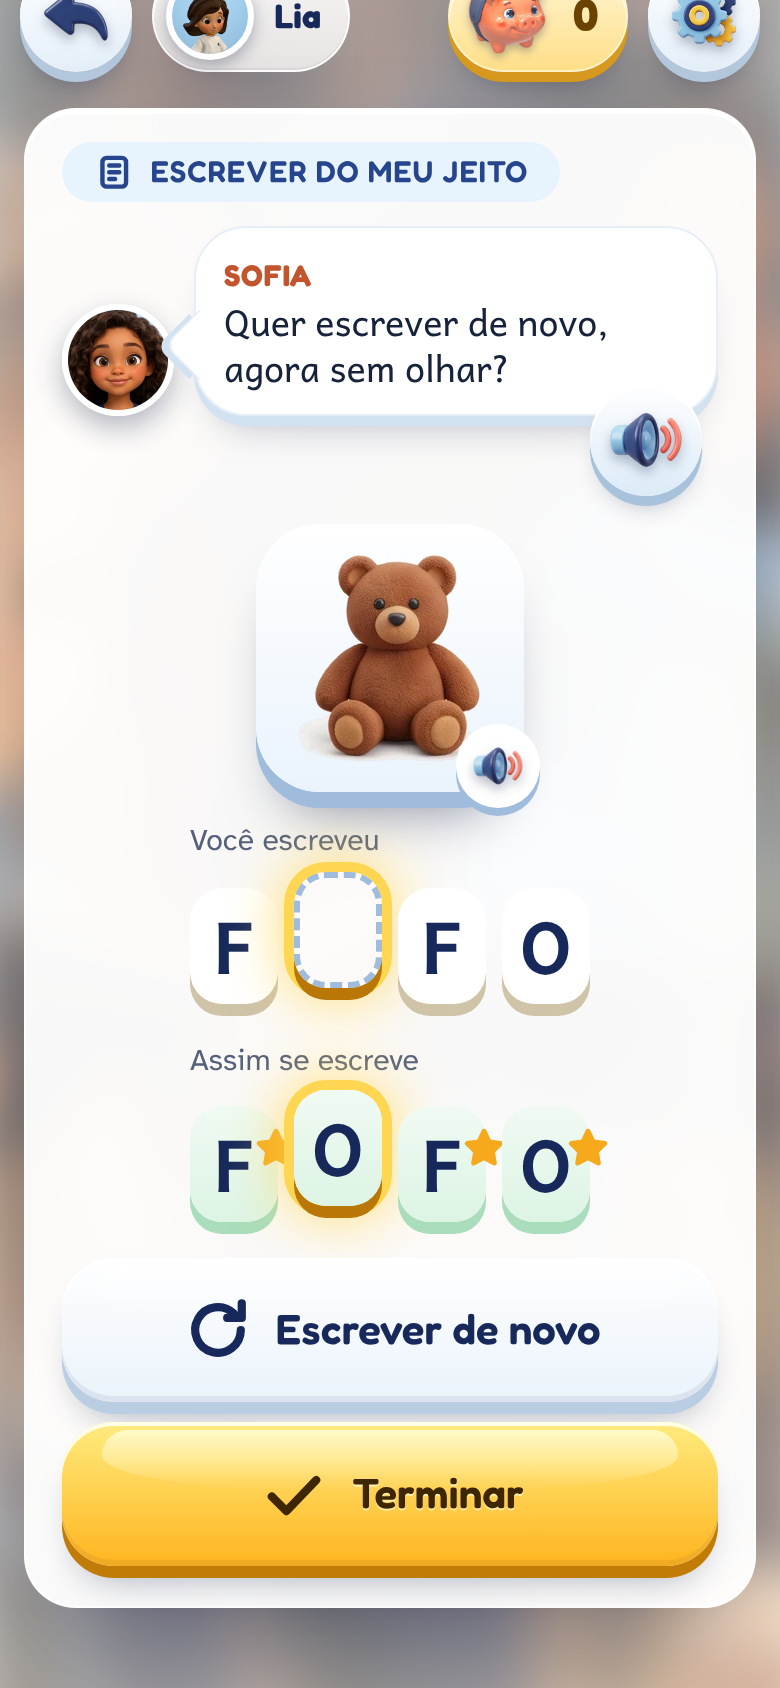 Lia
0
ESCREVER DO MEU JEITO
SOFIA
Quer escrever de novo,
agora sem olhar?
Você escreveu
F F O
Assim se escreve
F O F O
Escrever de novo
Terminar